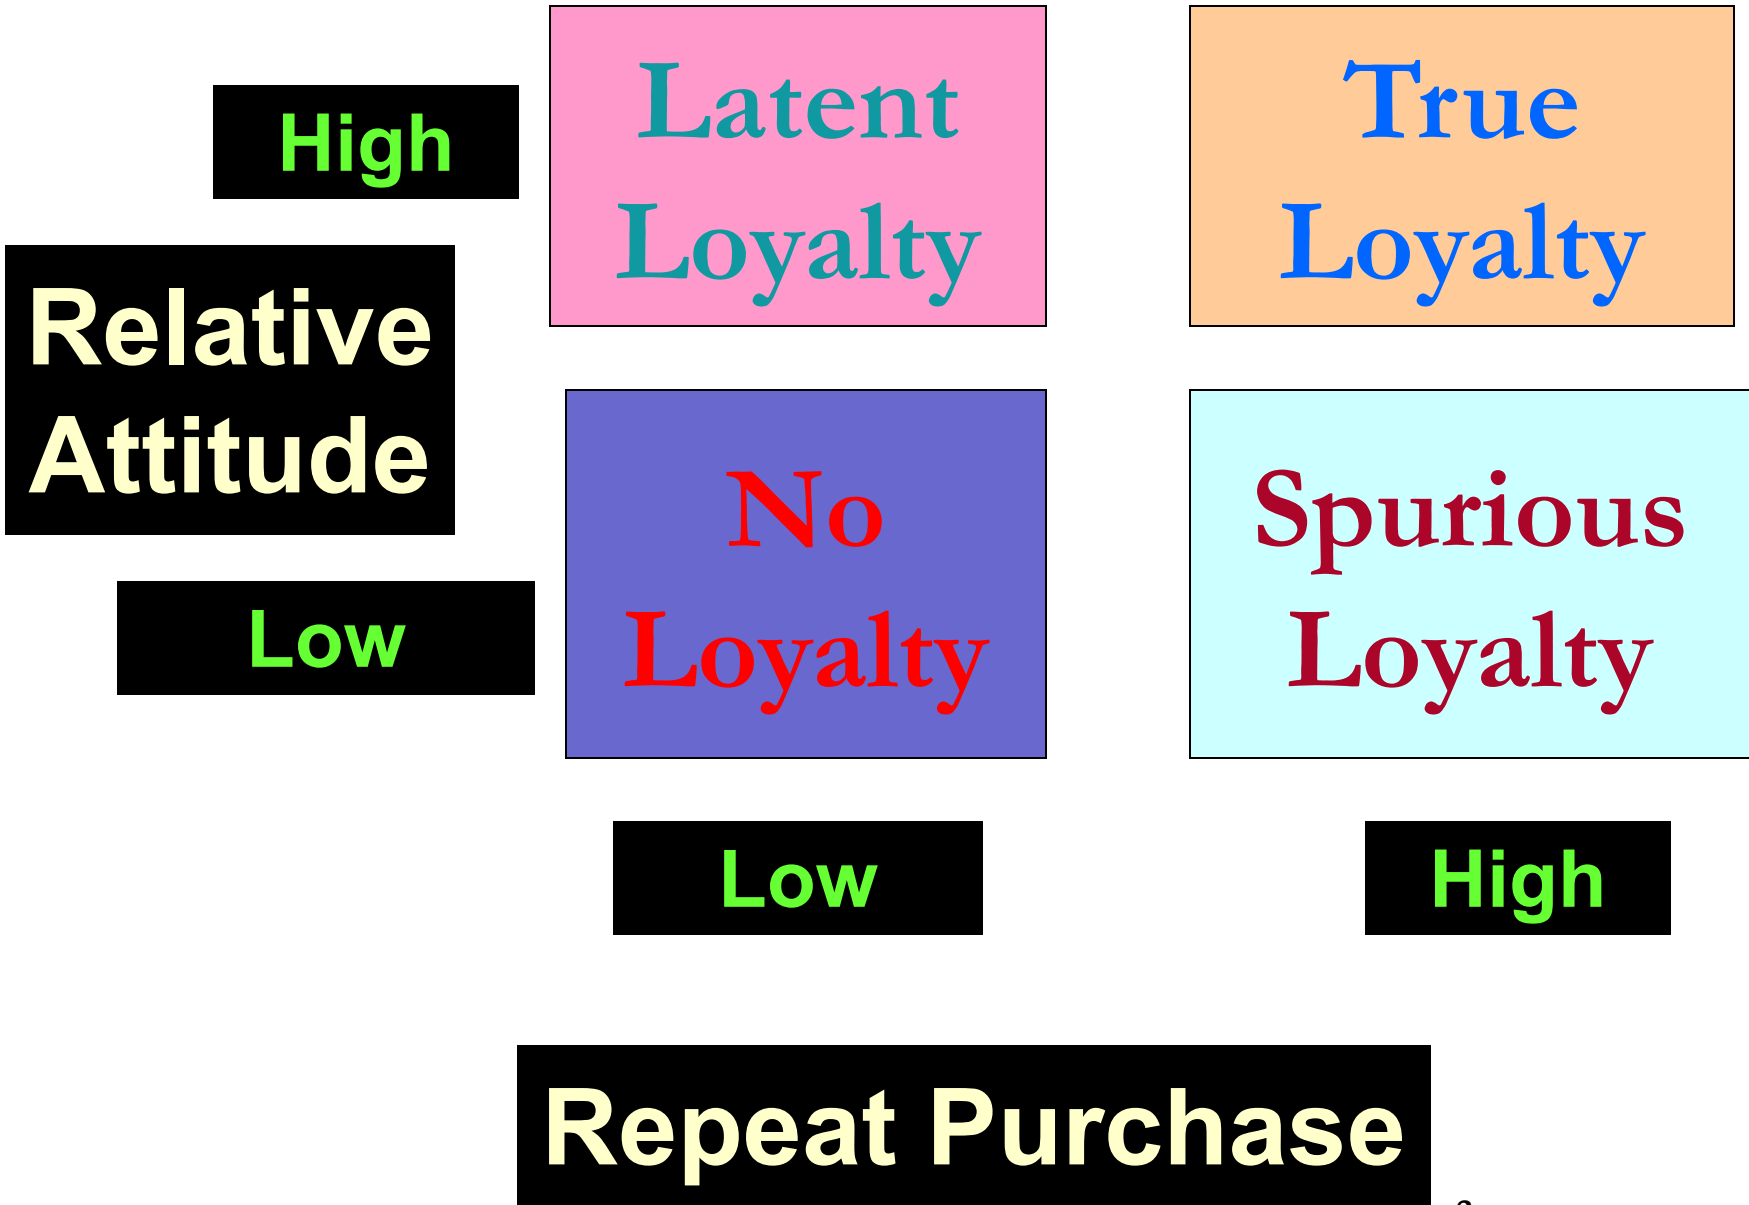 High
Latent
Loyalty
True
Loyalty
Relative
Attitude
Low
No
Loyalty
Spurious
Loyalty
Low
High
Repeat Purchase